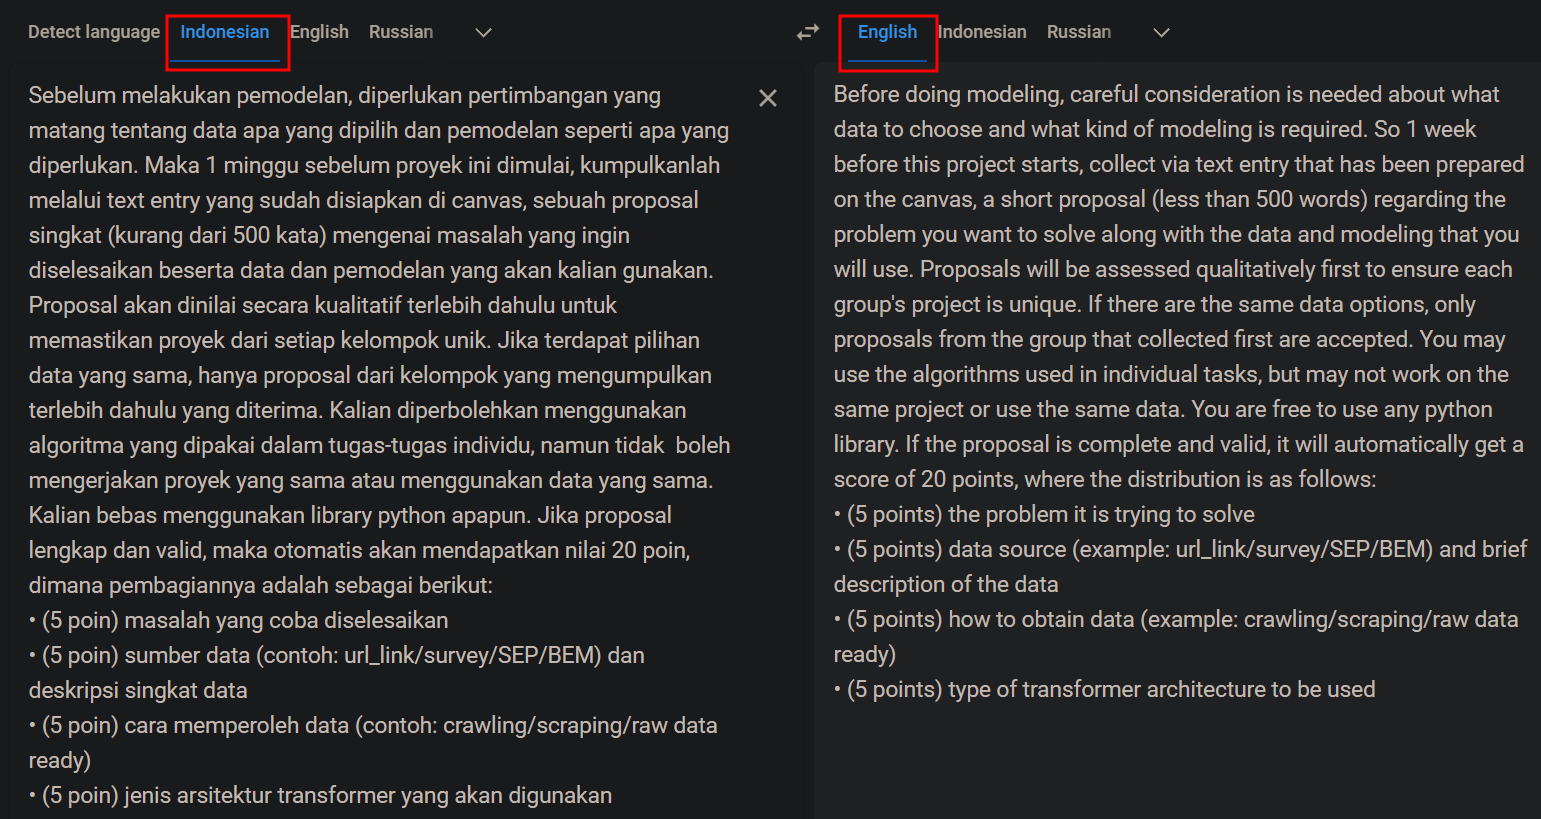 Detect language Indonesian English Russian
English Indonesian Russian
Sebelum melakukan pemodelan, diperlukan pertimbangan yang
matang tentang data apa yang dipilih dan pemodelan seperti apa yang
diperlukan. Maka 1 minggu sebelum proyek ini dimulai, kumpulkanlah
melalui text entry yang sudah disiapkan di canvas, sebuah proposal
singkat (kurang dari 500 kata) mengenai masalah yang ingin
diselesaikan beserta data dan pemodelan yang akan kalian gunakan.
Proposal akan dinilai secara kualitatif terlebih dahulu untuk
memastikan proyek dari setiap kelompok unik. Jika terdapat pilihan
data yang sama, hanya proposal dari kelompok yang mengumpulkan
terlebih dahulu yang diterima. Kalian diperbolehkan menggunakan
algoritma yang dipakai dalam tugas-tugas individu, namun tidak  boleh
mengerjakan proyek yang sama atau menggunakan data yang sama.
Kalian bebas menggunakan library python apapun. Jika proposal
lengkap dan valid, maka otomatis akan mendapatkan nilai 20 poin,
dimana pembagiannya adalah sebagai berikut:
• (5 poin) masalah yang coba diselesaikan
• (5 poin) sumber data (contoh: url_link/survey/SEP/BEM) dan
deskripsi singkat data
• (5 poin) cara memperoleh data (contoh: crawling/scraping/raw data
ready)
• (5 poin) jenis arsitektur transformer yang akan digunakan
Before doing modeling, careful consideration is needed about what
data to choose and what kind of modeling is required. So 1 week
before this project starts, collect via text entry that has been prepared
on the canvas, a short proposal (less than 500 words) regarding the
problem you want to solve along with the data and modeling that you
will use. Proposals will be assessed qualitatively first to ensure each
group's project is unique. If there are the same data options, only
proposals from the group that collected first are accepted. You may
use the algorithms used in individual tasks, but may not work on the
same project or use the same data. You are free to use any python
library. If the proposal is complete and valid, it will automatically get a
score of 20 points, where the distribution is as follows:
• (5 points) the problem it is trying to solve
• (5 points) data source (example: url_link/survey/SEP/BEM) and brief
description of the data
• (5 points) how to obtain data (example: crawling/scraping/raw data
ready)
• (5 points) type of transformer architecture to be used